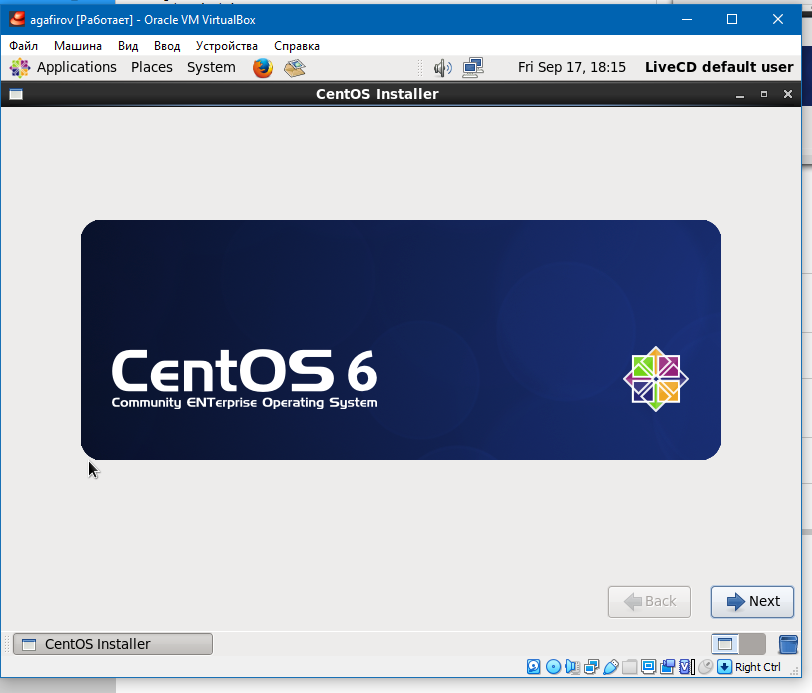 agafirov [Работает] - Oracle VM VirtualBox
Файл Машина Вид Ввод Устройства Справка
Applications Places System Fri Sep 17, 18:15 LiveCD default user
CentOS Installer
CentOS 6
Community ENTerprise Operating System
Back Next
CentOS Installer
Right Ctrl